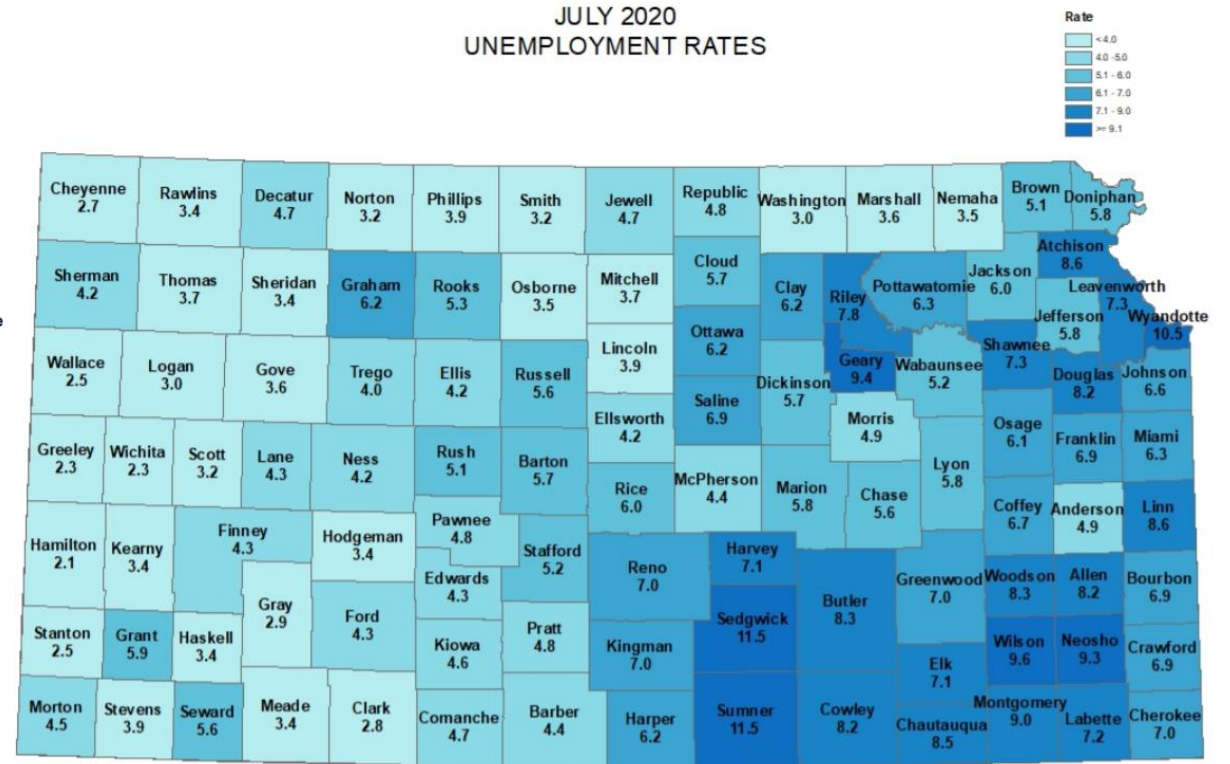 JULY 2020
UNEMPLOYMENT RATES
Rate
<4.0
4.0 -5.0
5.1 - 6.0
6.1 - 7.0
7.1 - 9.0
>= 9.1
Cheyenne
2.7
Rawlins
3.4
Decatur
4.7
Norton
3.2
Phillips
3.9
Smith
3.2
Jewell
4.7
Republic
4.8
Washington
3.0
Marshall
3.6
Nemaha
3.5
Brown
5.1
Doniphan
5.8
Sherman
4.2
Thomas
3.7
Sheridan
3.4
Graham
6.2
Rooks
5.3
Osborne
3.5
Mitchell
3.7
Cloud
5.7
Clay
6.2
Riley
7.8
Pottawatomie
6.3
Jackson
6.0
Atchison
8.6
Jefferson
5.8
Leavenworth
7.3
Wyandotte
10.5
Wallace
2.5
Logan
3.0
Gove
3.6
Trego
4.0
Ellis
4.2
Russell
5.6
Lincoln
3.9
Ottawa
6.2
Saline
6.9
Dickinson
5.7
Geary
9.4
Wabaunsee
5.2
Shawnee
7.3
Douglas
8.2
Johnson
6.6
Greeley
2.3
Wichita
2.3
Scott
3.2
Lane
4.3
Ness
4.2
Rush
5.1
Barton
5.7
Ellsworth
4.2
Rice
6.0
McPherson
4.4
Marion
5.8
Morris
4.9
Chase
5.6
Lyon
5.8
Osage
6.1
Franklin
6.9
Miami
6.3
Hamilton
2.1
Kearny
3.4
Finney
4.3
Hodgeman
3.4
Pawnee
4.8
Stafford
5.2
Edwards
4.3
Reno
7.0
Harvey
7.1
Butler
8.3
Greenwood
7.0
Coffey
6.7
Anderson
4.9
Linn
8.6
Woodson
8.3
Allen
8.2
Bourbon
6.9
Stanton
2.5
Grant
5.9
Haskell
3.4
Gray
2.9
Ford
4.3
Kiowa
4.6
Pratt
4.8
Kingman
7.0
Sedgwick
11.5
Elk
7.1
Wilson
9.6
Neosho
9.3
Crawford
6.9
Morton
4.5
Stevens
3.9
Seward
5.6
Meade
3.4
Clark
2.8
Comanche
4.7
Barber
4.4
Harper
6.2
Sumner
11.5
Cowley
8.2
Chautauqua
8.5
Montgomery
9.0
Labette
7.2
Cherokee
7.0